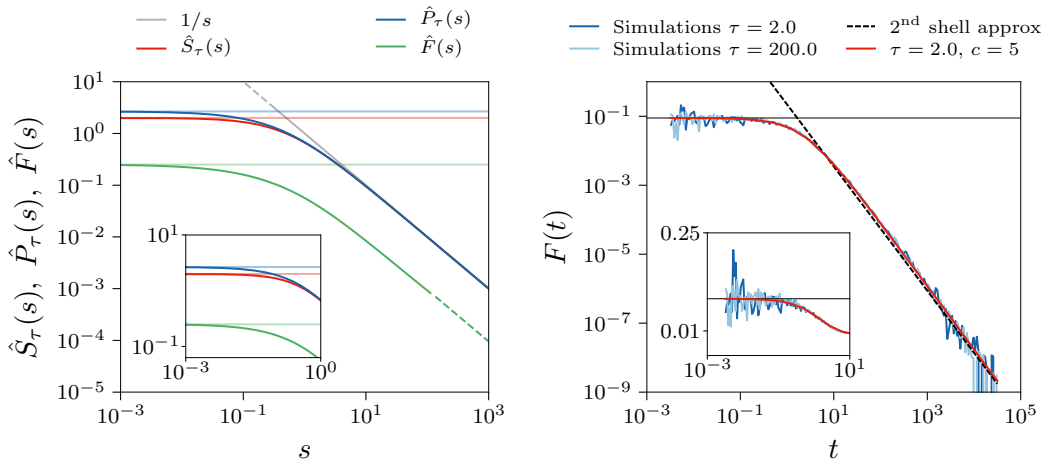 1/s
P̂_τ(s)
Ŝ_τ(s)
F̂(s)
Ŝ_τ(s), P̂_τ(s), F̂(s)
10^1
10^0
10^−1
10^−2
10^−3
10^−4
10^−5
10^1
10^−1
10^−3
10^0
10^−3
10^−1
10^1
10^3
s
Simulations τ = 2.0
2^nd shell approx
Simulations τ = 200.0
τ = 2.0, c = 5
F(t)
10^−1
10^−3
10^−5
10^−7
10^−9
0.25
0.01
10^−3
10^1
10^−3
10^−1
10^1
10^3
10^5
t